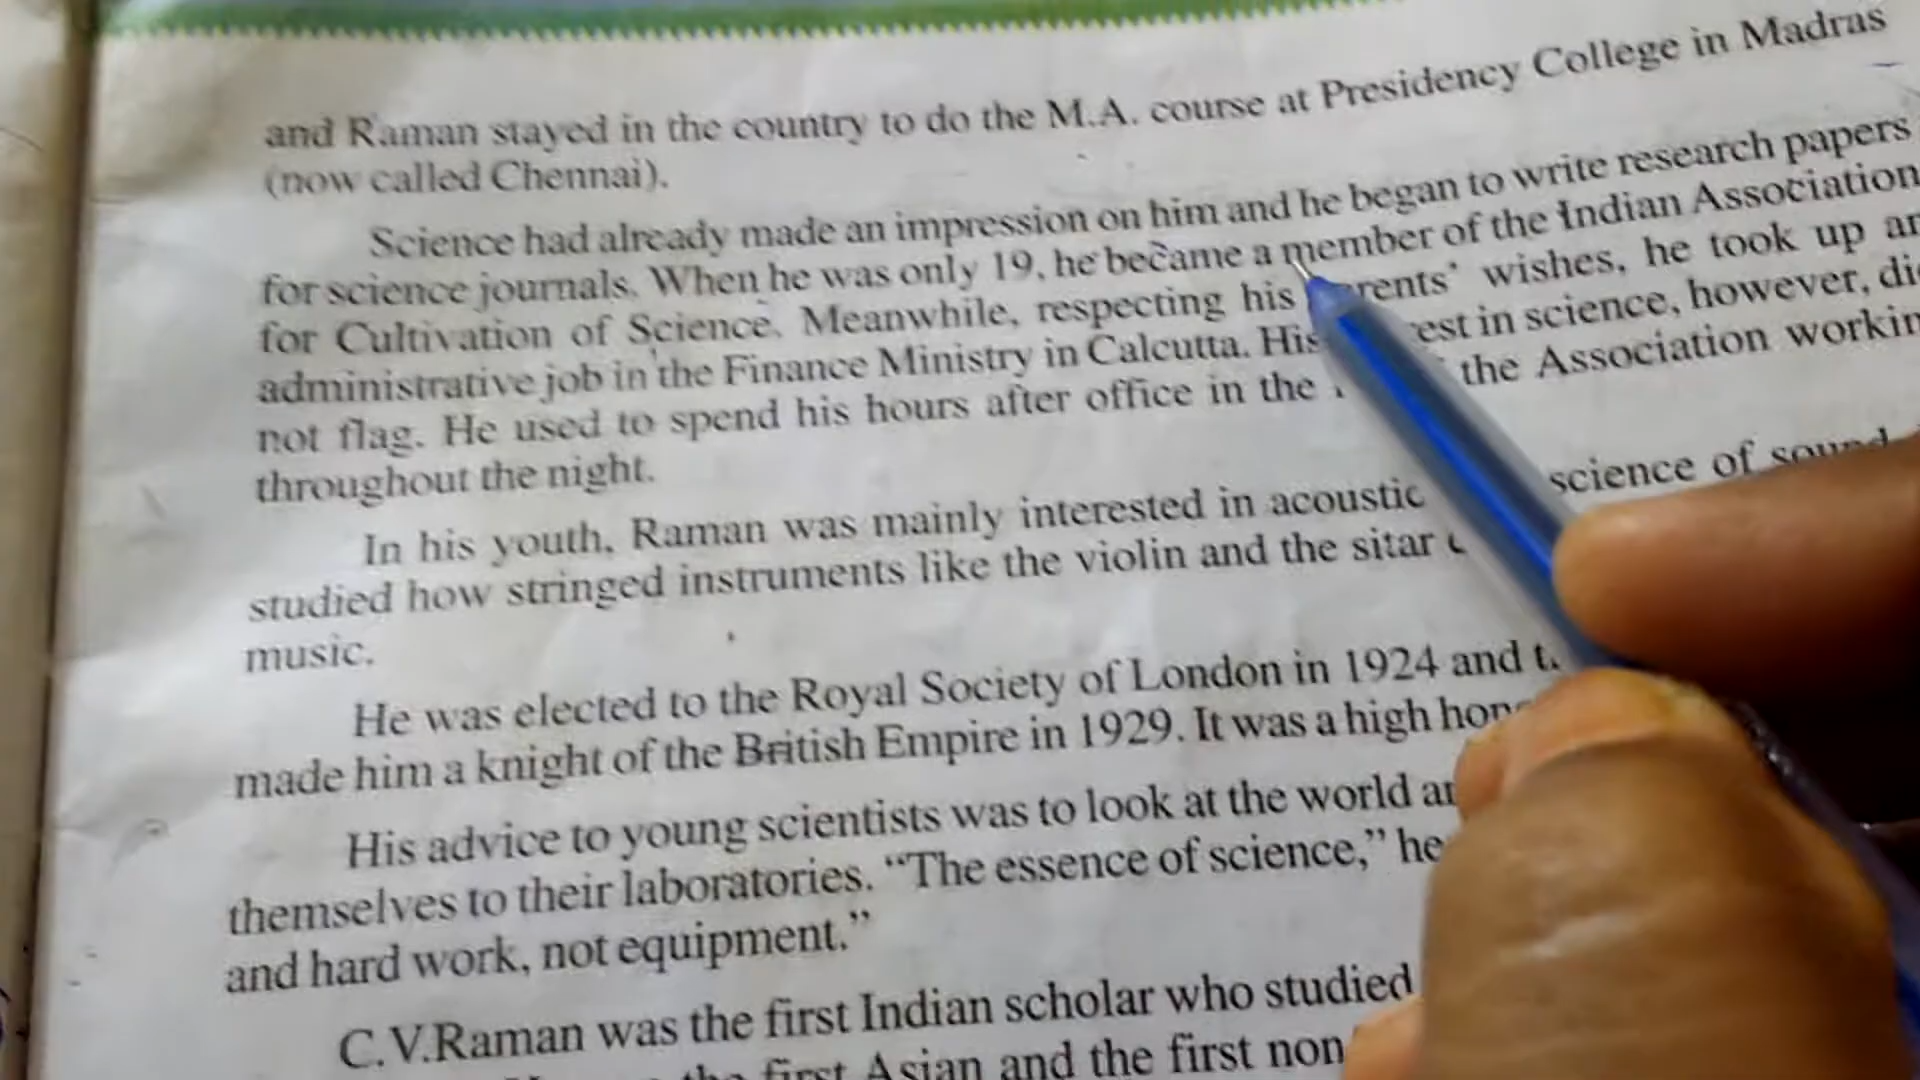 and Raman stayed in the country to do the M.A. course at Presidency College in Madras
(now called Chennai).
Science had already made an impression on him and he began to write research papers
for science journals. When he was only 19, he became a member of the Indian Association
for Cultivation of Science. Meanwhile, respecting his wishes, he took up
administrative job in the Finance Ministry in Calcutta. His in science, however,
not flag. He used to spend his hours after office in the the Association
throughout the night.
In his youth, Raman was mainly interested in science of sound
studied how stringed instruments like the violin and the sitar
music.
He was elected to the Royal Society of London in 1924 and
made him a knight of the British Empire in 1929. It was a high
His advice to young scientists was to look at the world
themselves to their laboratories. “The essence of science,” he
and hard work, not equipment.”
C.V.Raman was the first Indian scholar who studied
first Asian and the first non